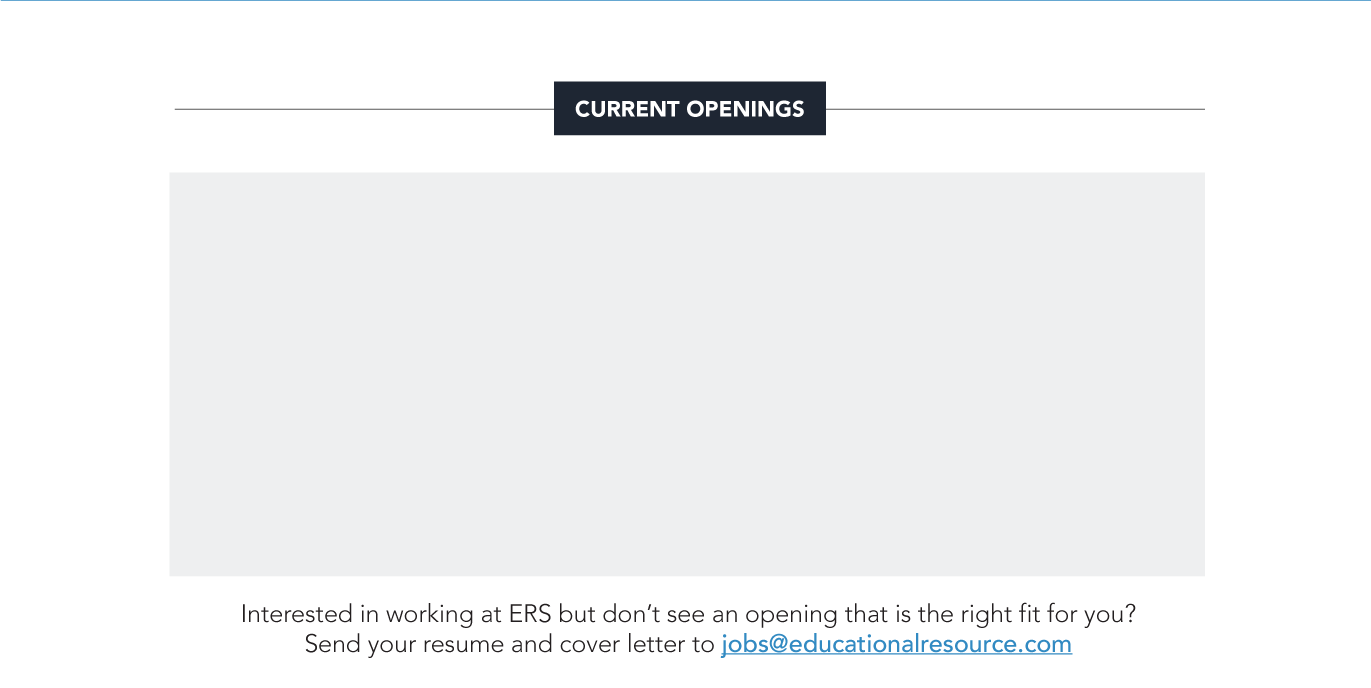 CURRENT OPENINGS
Interested in working at ERS but don’t see an opening that is the right fit for you?
Send your resume and cover letter to jobs@educationalresource.com